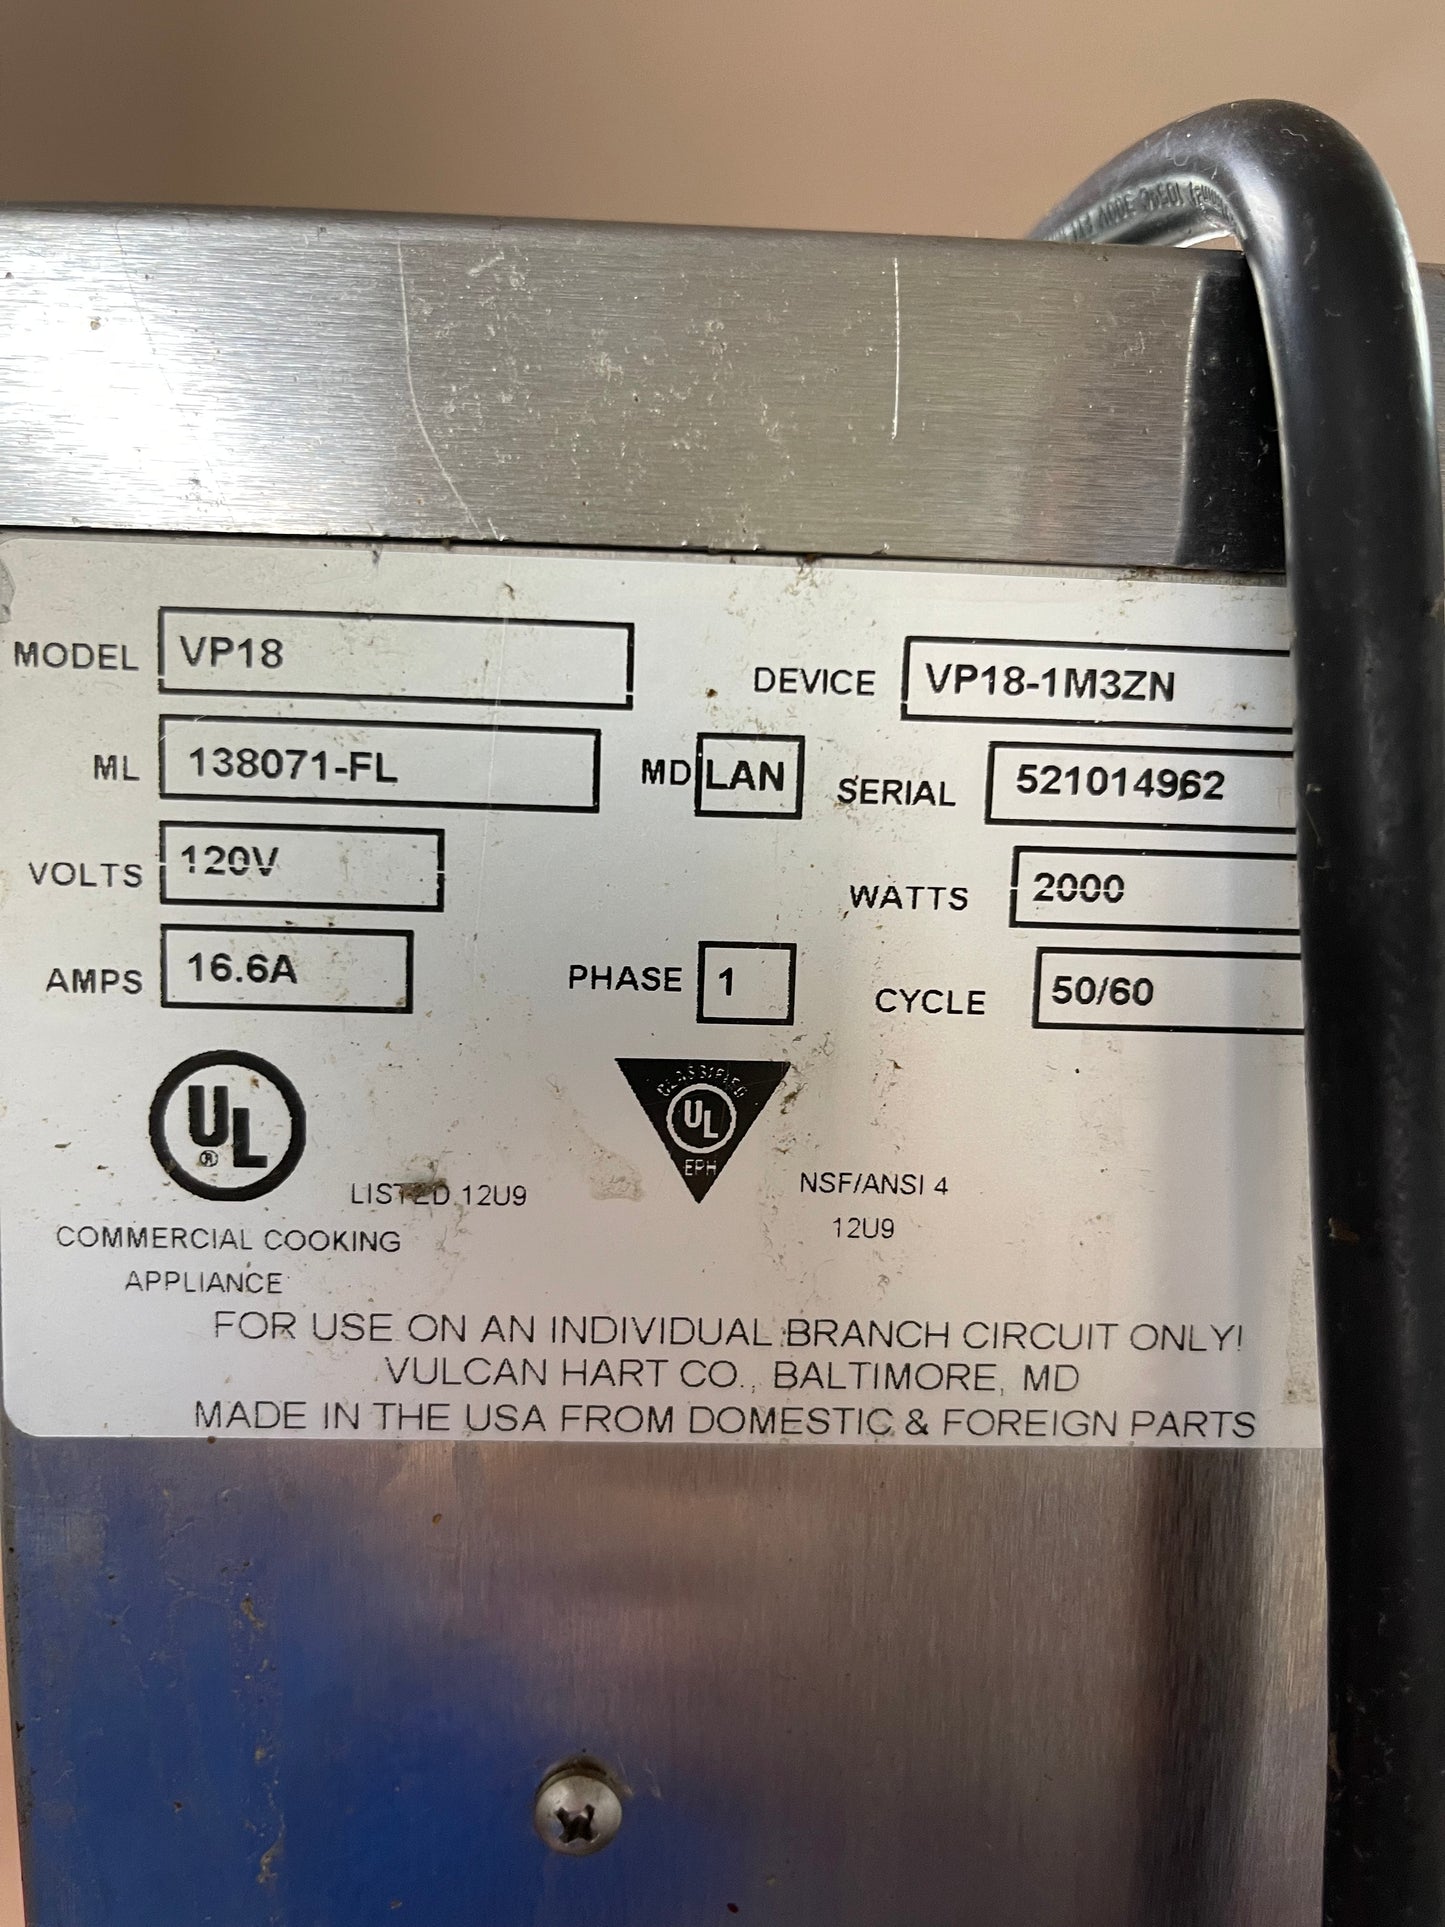 MODEL VP18 DEVICE VP18-1M3ZN
ML 138071-FL MD LAN SERIAL 521014962
VOLTS 120V WATTS 2000
AMPS 16.6A PHASE 1 CYCLE 50/60
UL ®
LISTED 12U9
COMMERCIAL COOKING
APPLIANCE
CLASSIFIED
UL
EPH
NSF/ANSI 4
12U9
FOR USE ON AN INDIVIDUAL BRANCH CIRCUIT ONLY!
VULCAN HART CO., BALTIMORE, MD
MADE IN THE USA FROM DOMESTIC & FOREIGN PARTS
105°C 300V